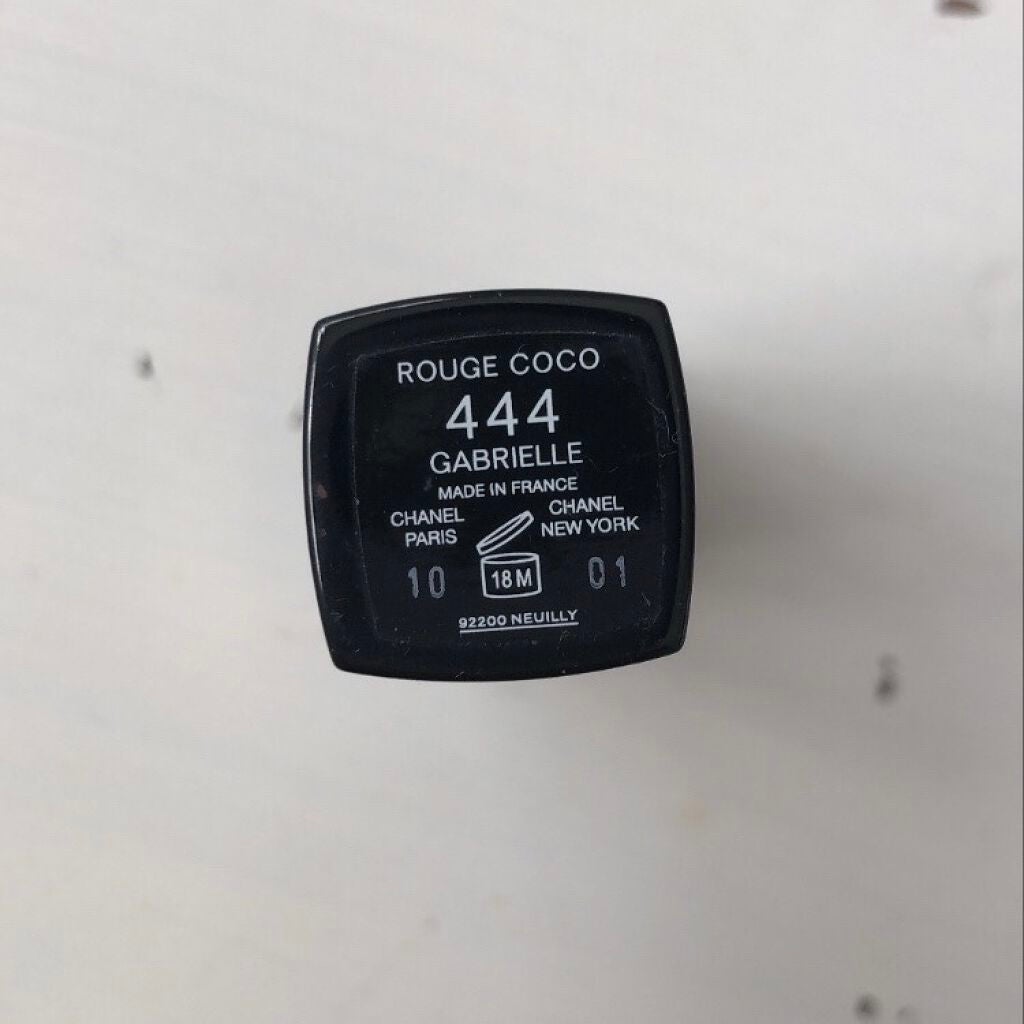 ROUGE COCO
444
GABRIELLE
MADE IN FRANCE
CHANEL PARIS
CHANEL NEW YORK
10 18M 01
92200 NEUILLY